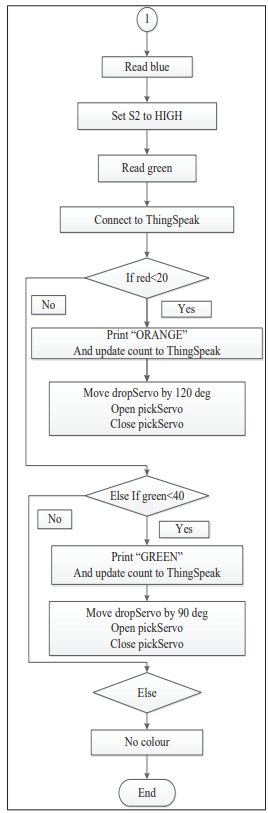 1
Read blue
Set S2 to HIGH
Read green
Connect to ThingSpeak
If red<20
No
Yes
Print “ORANGE”
And update count to ThingSpeak
Move dropServo by 120 deg
Open pickServo
Close pickServo
Else If green<40
No
Yes
Print “GREEN”
And update count to ThingSpeak
Move dropServo by 90 deg
Open pickServo
Close pickServo
Else
No colour
End